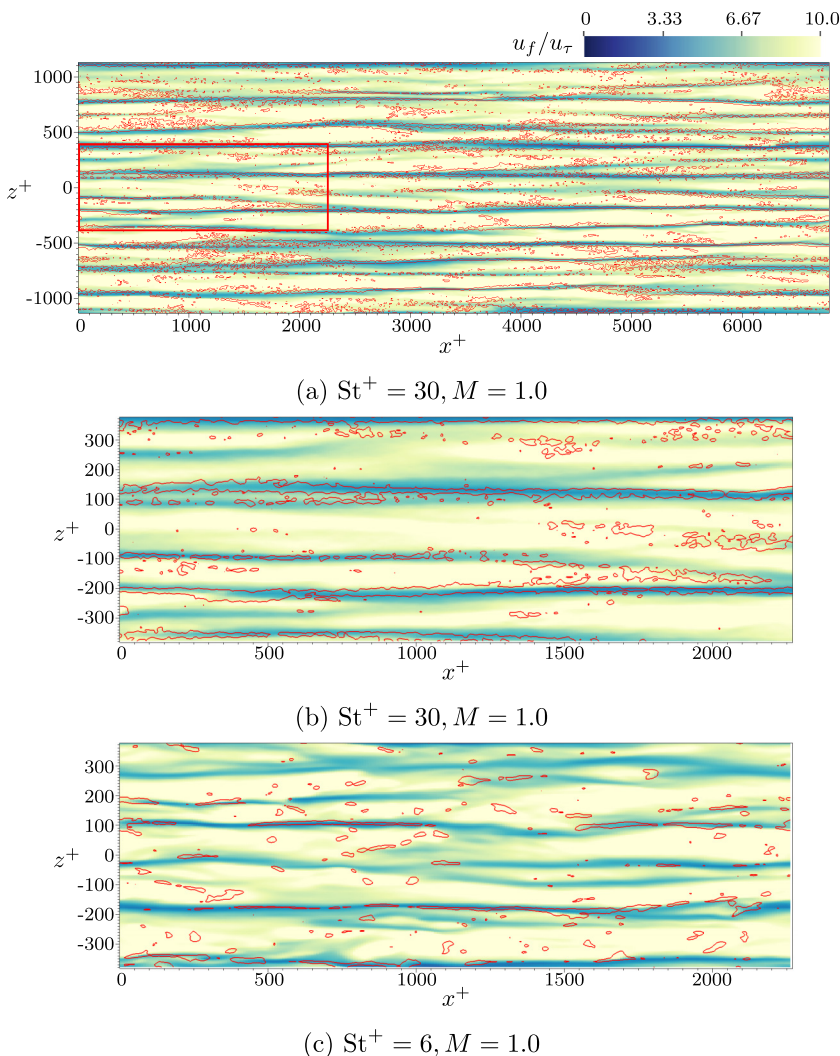 0 3.33 6.67 10.0
u_f/u_τ
1000
500
z⁺ 0
-500
-1000
0 1000 2000 3000 4000 5000 6000
x⁺
(a) St⁺ = 30, M = 1.0
300
200
100
z⁺ 0
-100
-200
-300
0 500 1000 1500 2000
x⁺
(b) St⁺ = 30, M = 1.0
300
200
100
z⁺ 0
-100
-200
-300
0 500 1000 1500 2000
x⁺
(c) St⁺ = 6, M = 1.0